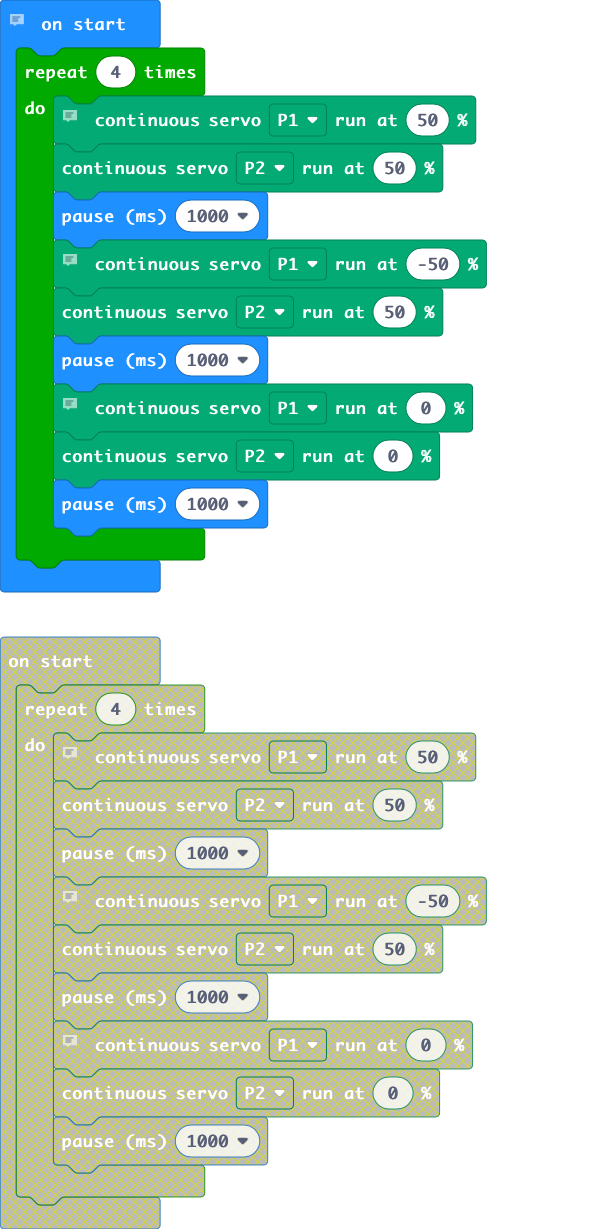 on start
repeat 4 times
do continuous servo P1 run at 50 %
continuous servo P2 run at 50 %
pause (ms) 1000
continuous servo P1 run at -50 %
continuous servo P2 run at 50 %
pause (ms) 1000
continuous servo P1 run at 0 %
continuous servo P2 run at 0 %
pause (ms) 1000
on start
repeat 4 times
do continuous servo P1 run at 50 %
continuous servo P2 run at 50 %
pause (ms) 1000
continuous servo P1 run at -50 %
continuous servo P2 run at 50 %
pause (ms) 1000
continuous servo P1 run at 0 %
continuous servo P2 run at 0 %
pause (ms) 1000